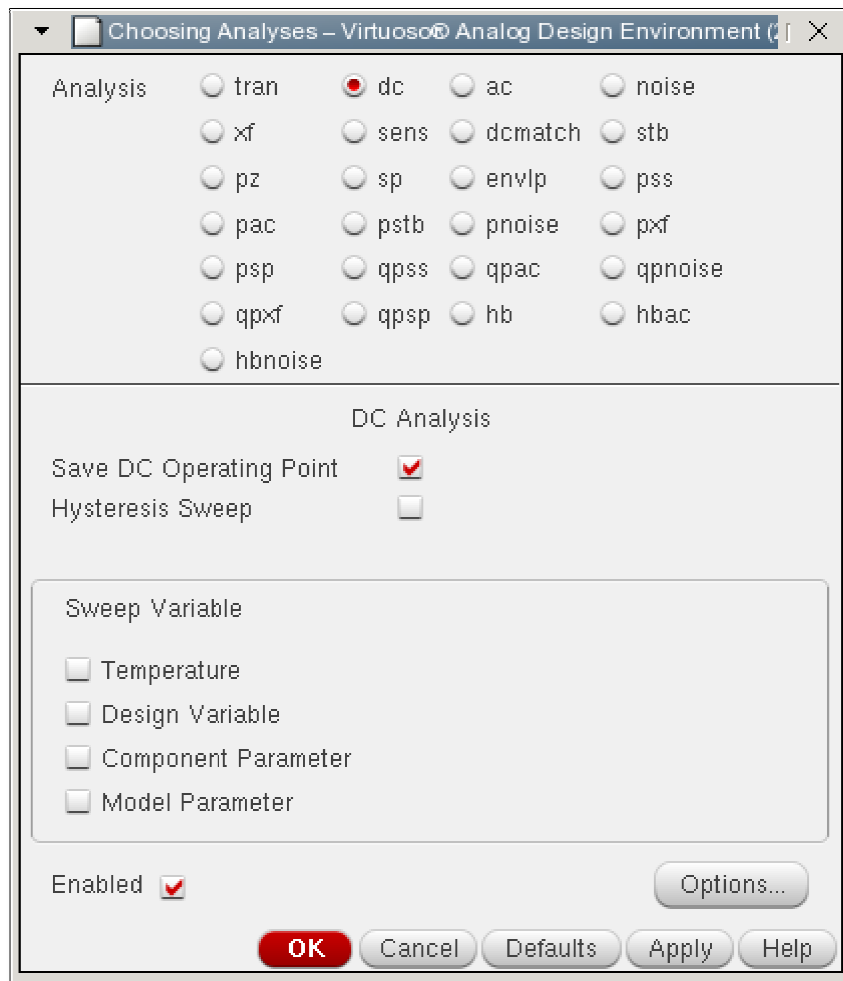 Choosing Analyses – Virtuoso® Analog Design Environment (2
Analysis tran dc ac noise
xf sens dcmatch stb
pz sp envlp pss
pac pstb pnoise pxf
psp qpss qpac qpnoise
qpxf qpsp hb hbac
hbnoise
DC Analysis
Save DC Operating Point
Hysteresis Sweep
Sweep Variable
Temperature
Design Variable
Component Parameter
Model Parameter
Enabled Options...
OK Cancel Defaults Apply Help